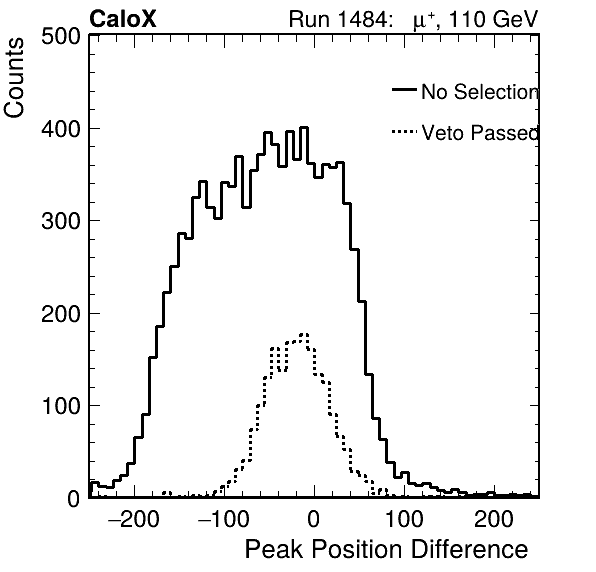 CaloX Run 1484: μ⁺, 110 GeV
Counts
500
400
300
200
100
0
No Selection
Veto Passed
−200 −100 0 100 200
Peak Position Difference